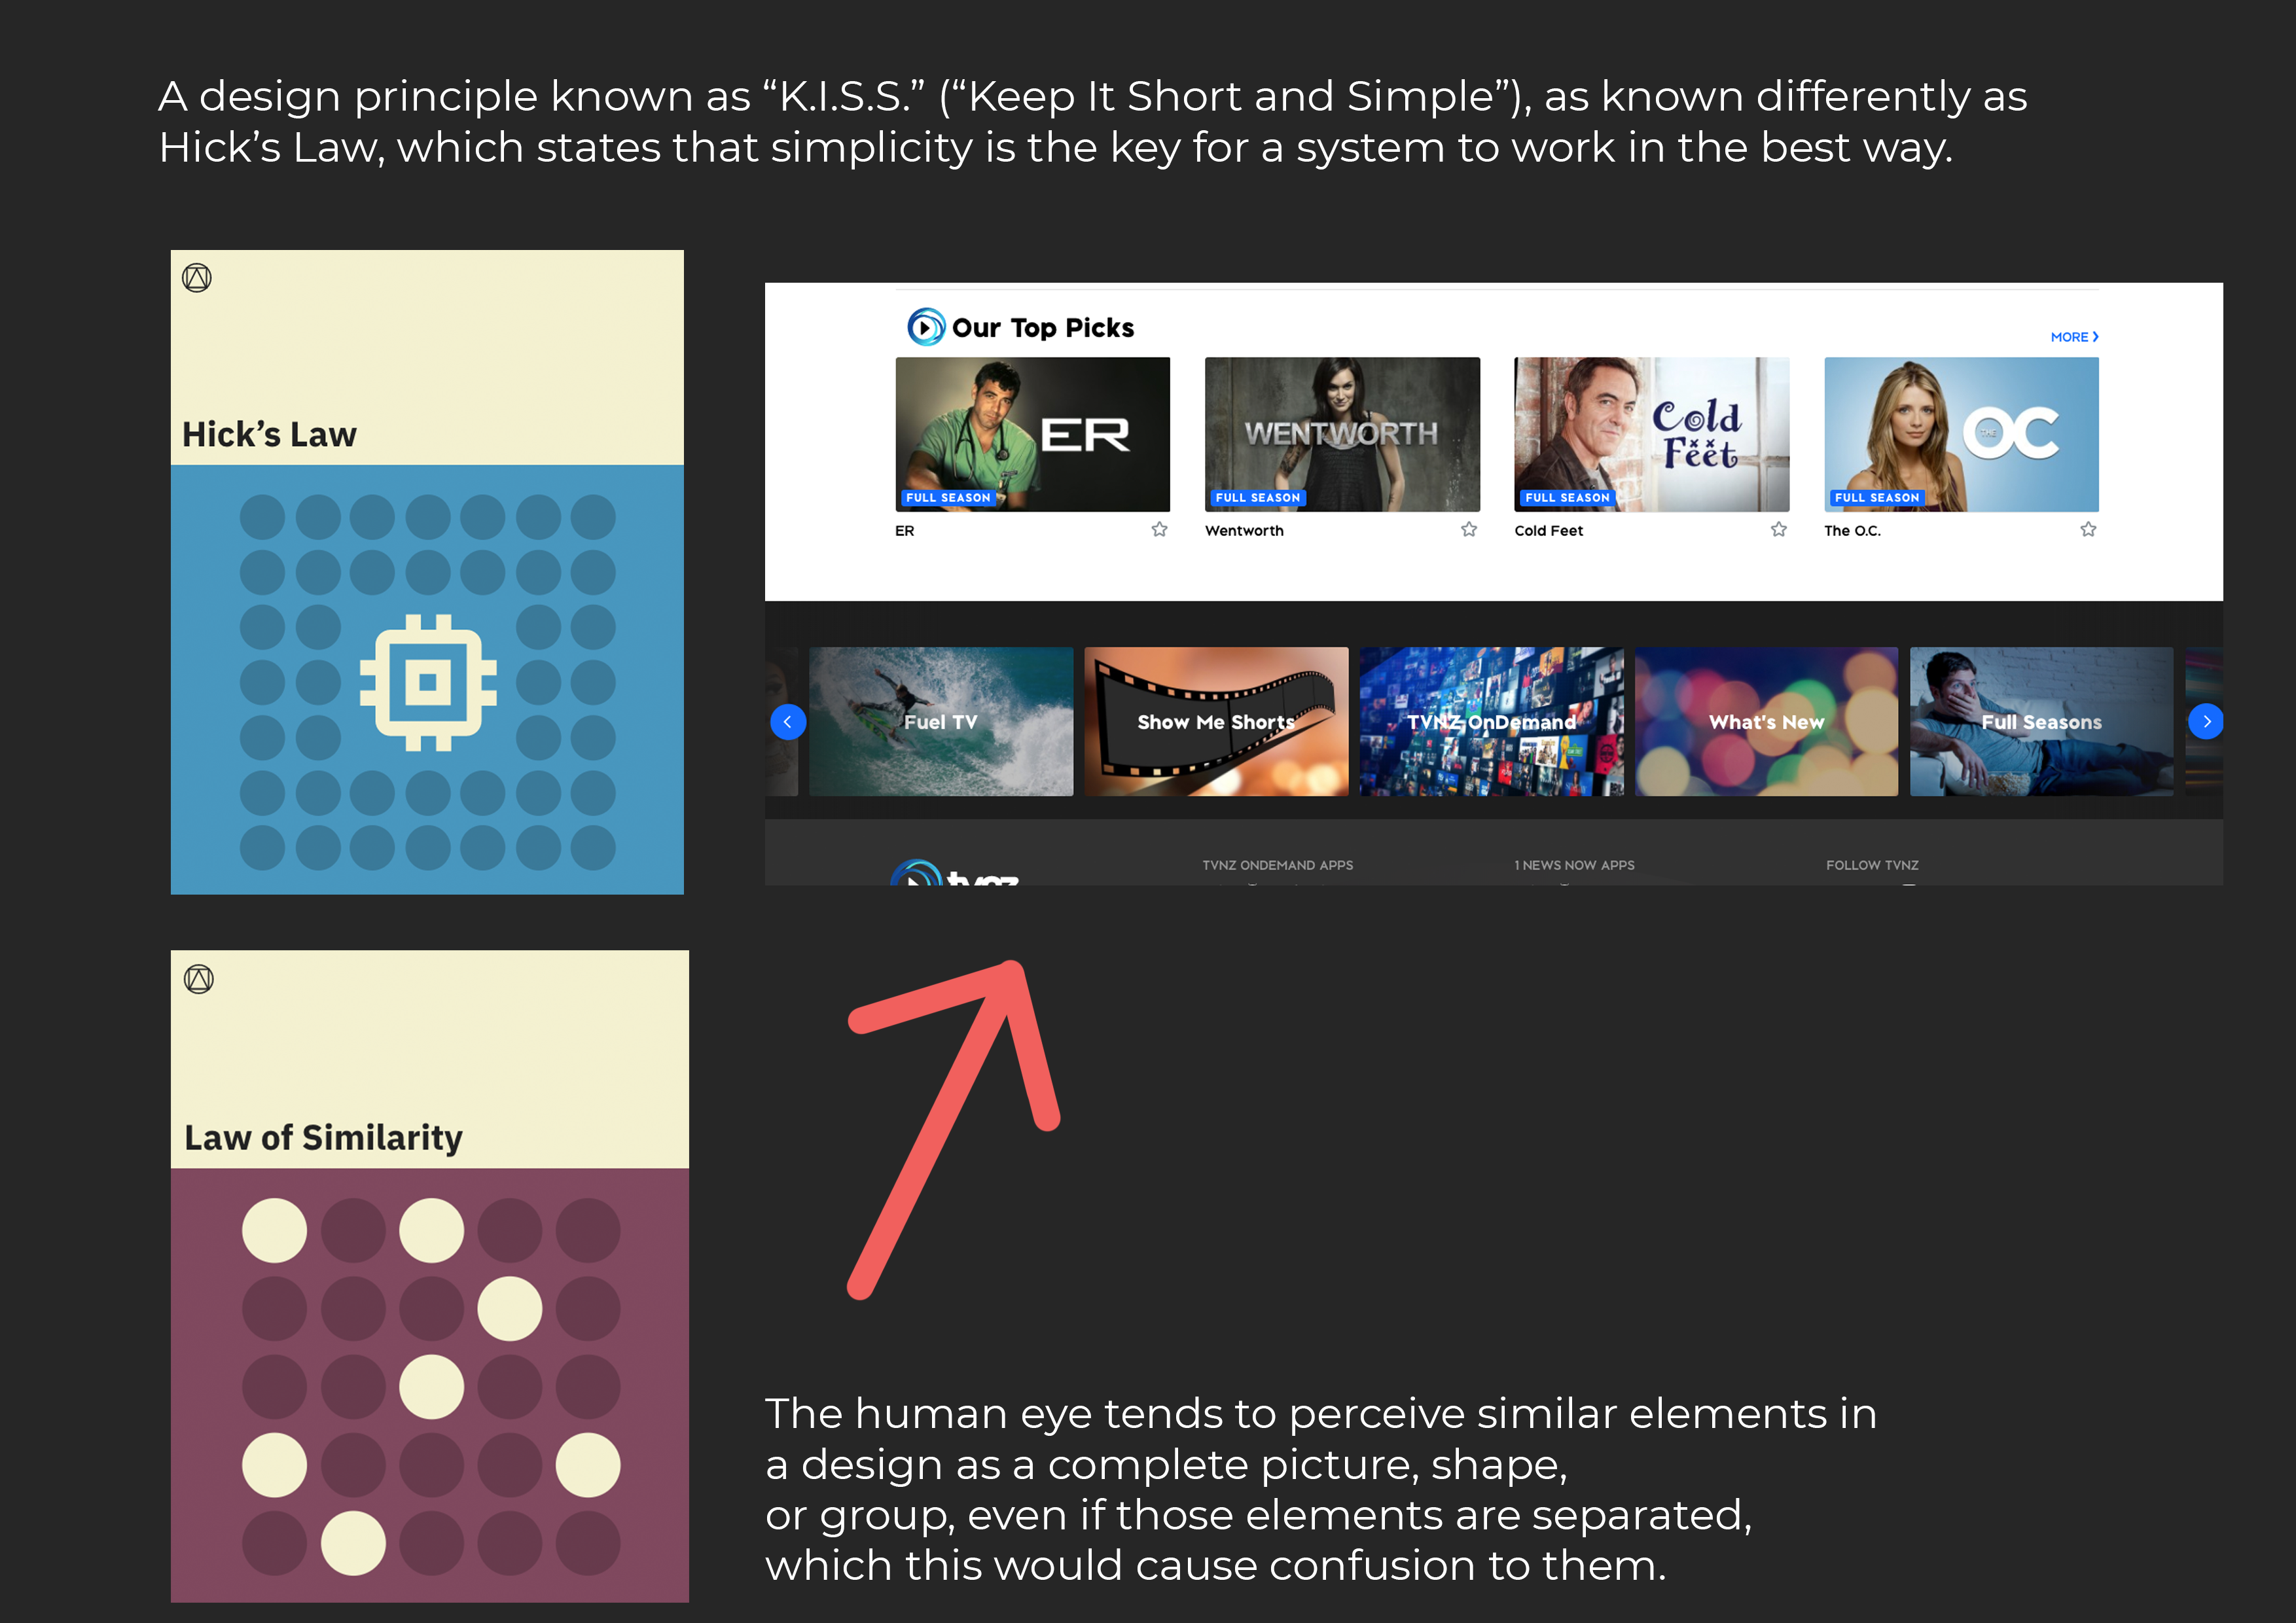 A design principle known as “K.I.S.S.” (“Keep It Short and Simple”), as known differently as
Hick’s Law, which states that simplicity is the key for a system to work in the best way.
Hick’s Law
Our Top Picks
MORE
ER
WENTWORTH
Cold
Feet
THE OC
FULL SEASON
FULL SEASON
FULL SEASON
FULL SEASON
ER
Wentworth
Cold Feet
The O.C.
Fuel TV
Show Me Shorts
TVNZ OnDemand
What's New
Full Seasons
tvnz
TVNZ ONDEMAND APPS
1 NEWS NOW APPS
FOLLOW TVNZ
Law of Similarity
The human eye tends to perceive similar elements in
a design as a complete picture, shape,
or group, even if those elements are separated,
which this would cause confusion to them.